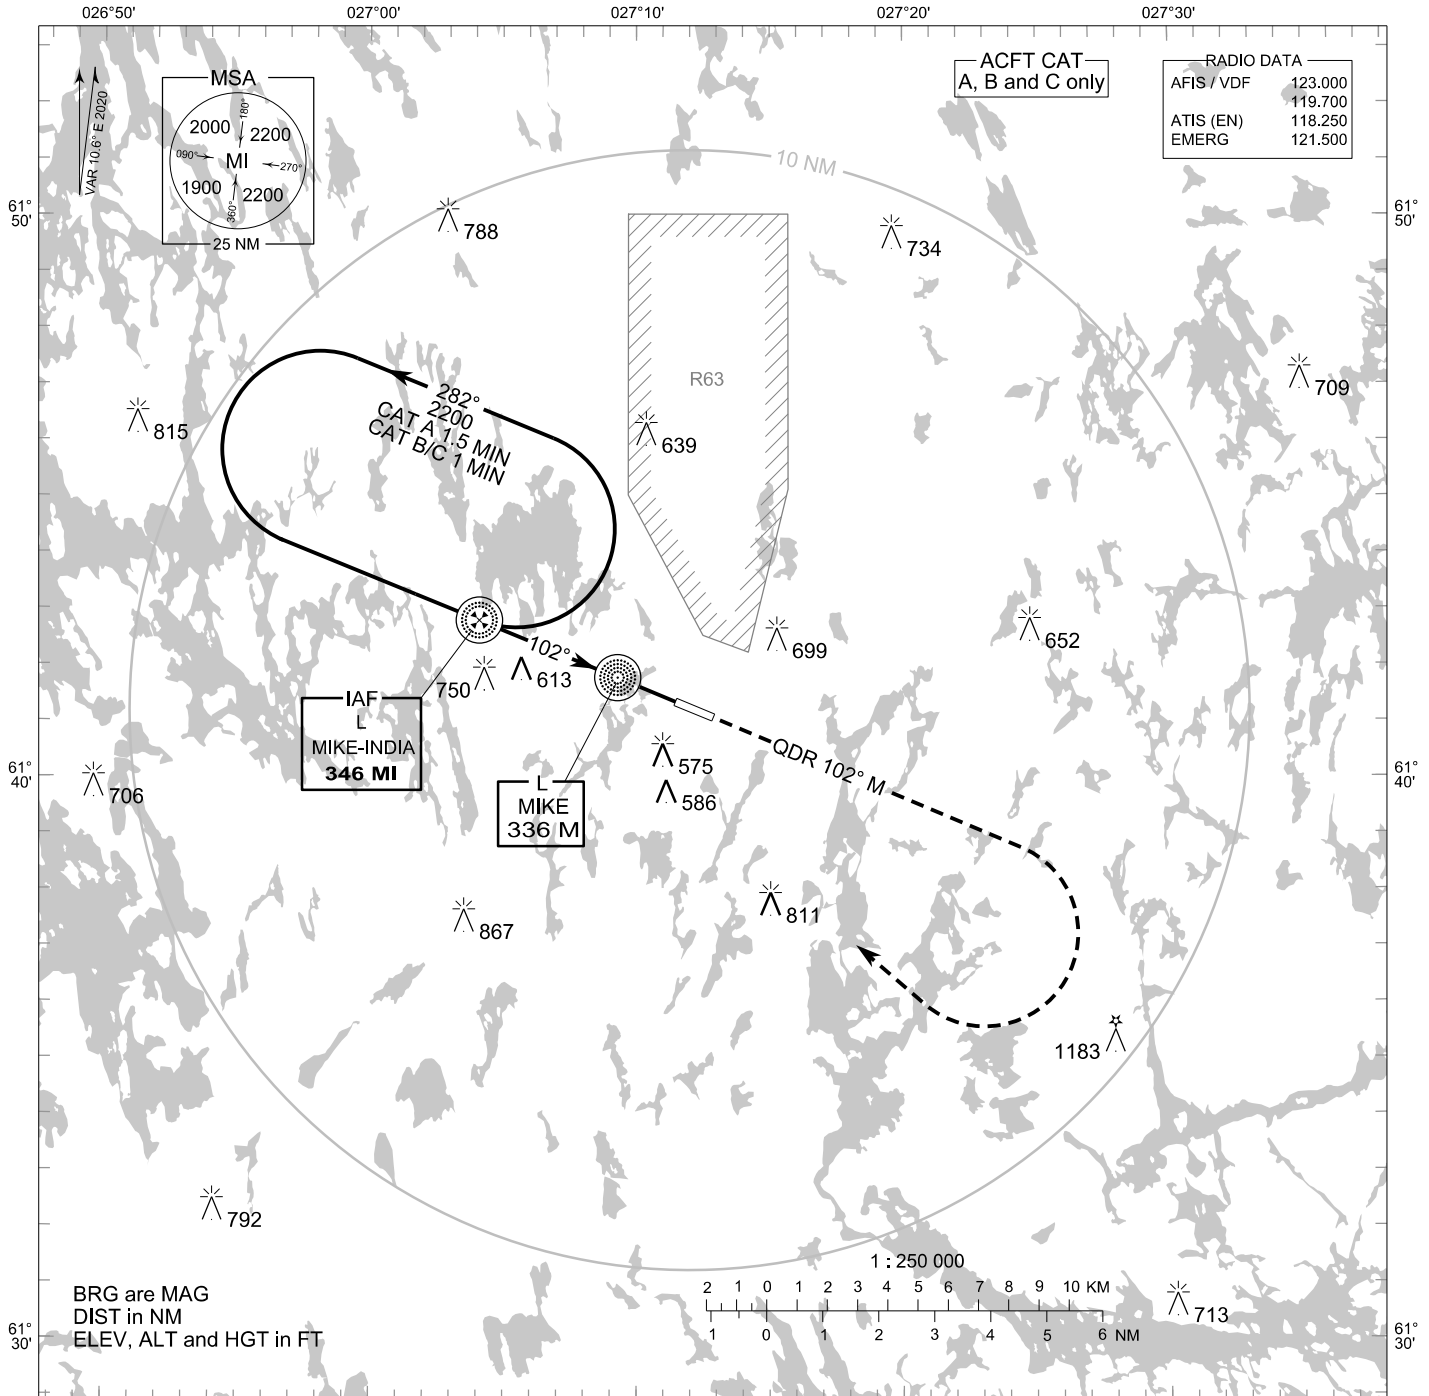 026°50' 027°00' 027°10' 027°20' 027°30'
VAR 10.6° E 2020
MSA
2000 180° 2200
090° MI 270°
1900 360° 2200
25 NM
ACFT CAT
A, B and C only
RADIO DATA
AFIS / VDF 123.000
119.700
ATIS (EN) 118.250
EMERG 121.500
10 NM
61°
50'
61°
50'
788
734
R63
709
815
639
282°
2200
CAT A 1.5 MIN
CAT B/C 1 MIN
699
652
102°
750
613
IAF
L
MIKE-INDIA
346 MI
L
MIKE
336 M
QDR 102° M
575
586
61°
40'
61°
40'
706
867
811
1183
792
713
1 : 250 000
2 1 0 1 2 3 4 5 6 7 8 9 10 KM
1 0 1 2 3 4 5 6 NM
BRG are MAG
DIST in NM
ELEV, ALT and HGT in FT
61°
30'
61°
30'